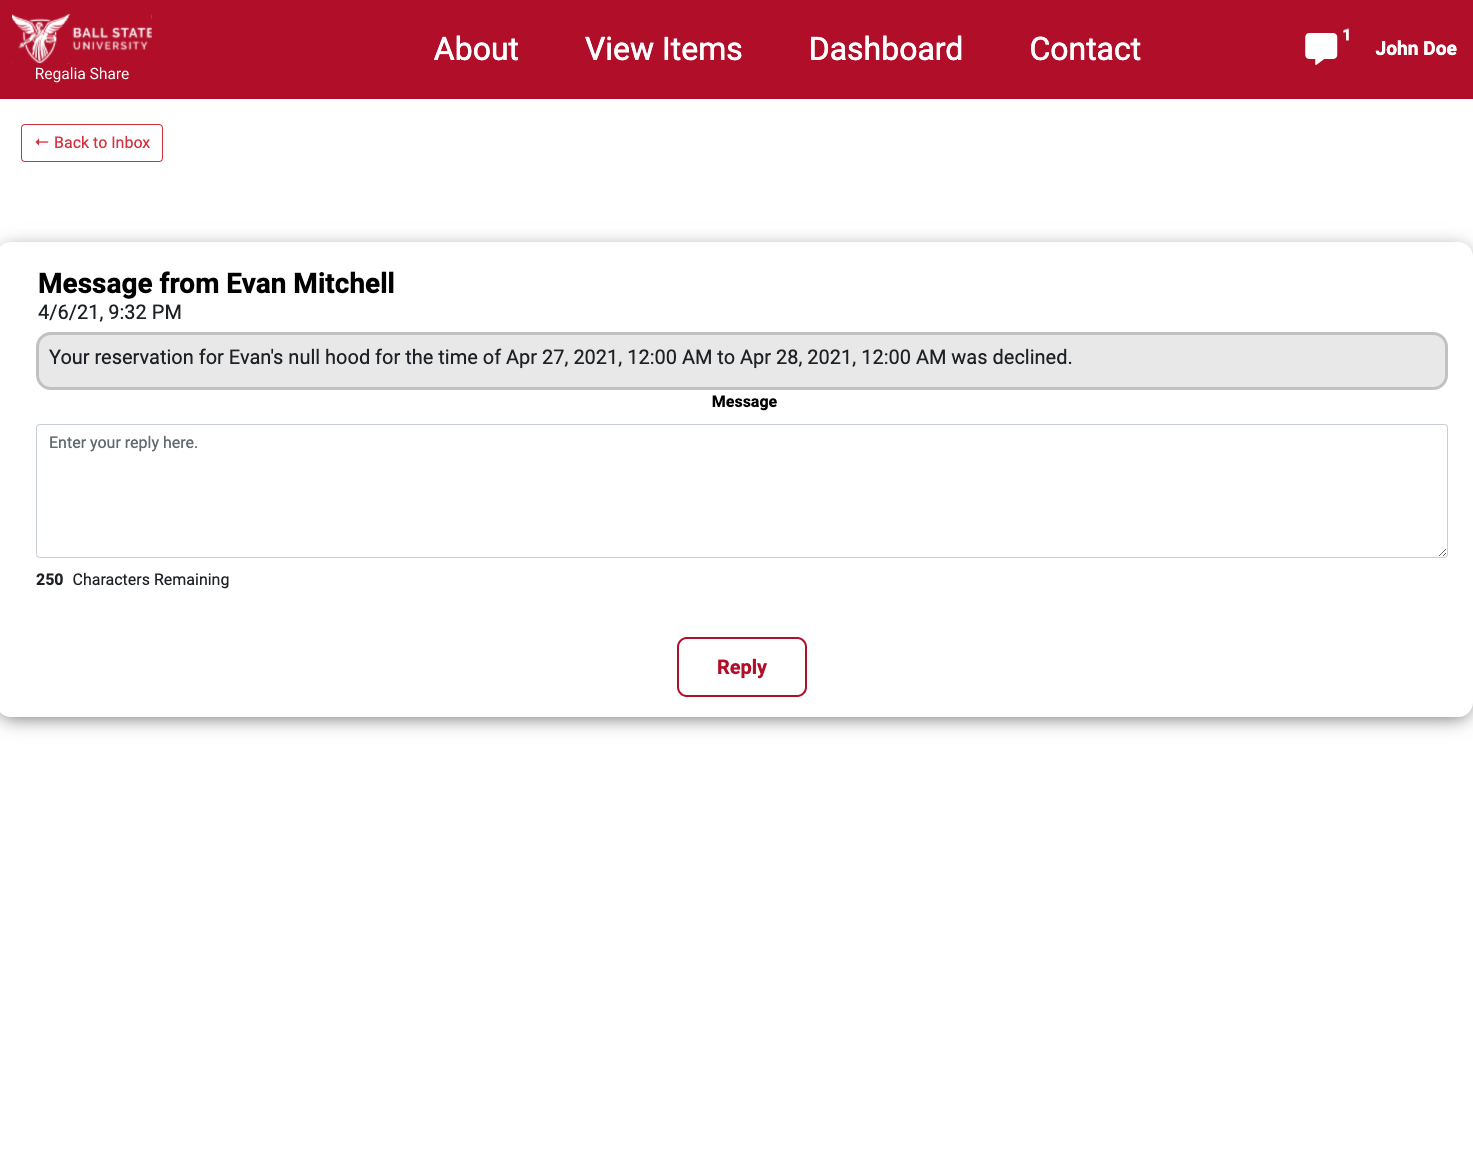 BALL STATE
UNIVERSITY
Regalia Share
About View Items Dashboard Contact 1 John Doe
← Back to Inbox
Message from Evan Mitchell
4/6/21, 9:32 PM
Your reservation for Evan's null hood for the time of Apr 27, 2021, 12:00 AM to Apr 28, 2021, 12:00 AM was declined.
Message
Enter your reply here.
250 Characters Remaining
Reply